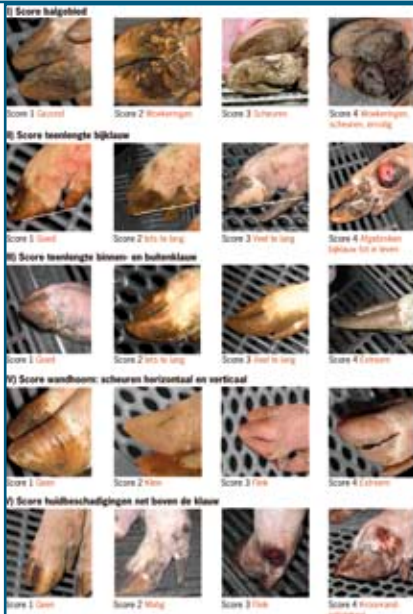 I) Score balgebied
Score 1 Gezond
Score 2 Woekeringen
Score 3 Scheuren
Score 4 Woekeringen,
scheuren, ernstig
II) Score teenlengte bijklauw
Score 1 Goed
Score 2 Iets te lang
Score 3 Veel te lang
Score 4 Afgebroken
bijklauw tot in leven
III) Score teenlengte binnen- en buitenklauw
Score 1 Goed
Score 2 Iets te lang
Score 3 Veel te lang
Score 4 Extreem
IV) Score wandhoorn: scheuren horizontaal en verticaal
Score 1 Geen
Score 2 Klein
Score 3 Flink
Score 4 Extreem
V) Score huidbeschadigingen net boven de klauw
Score 1 Geen
Score 2 Matig
Score 3 Flink
Score 4